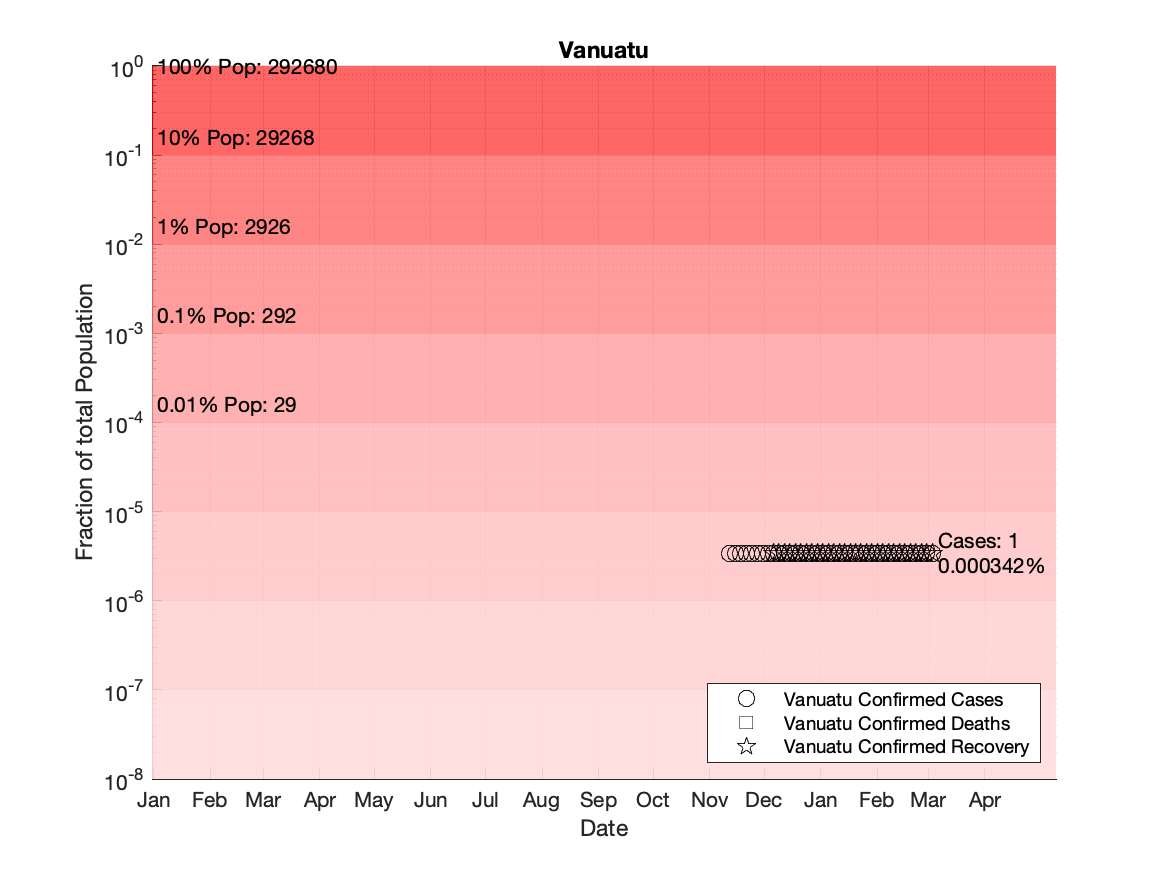 Vanuatu
Fraction of total Population
10^0
100% Pop: 292680
10% Pop: 29268
10^-1
1% Pop: 2926
10^-2
0.1% Pop: 292
10^-3
0.01% Pop: 29
10^-4
10^-5
Cases: 1
0.000342%
10^-6
10^-7
Vanuatu Confirmed Cases
Vanuatu Confirmed Deaths
Vanuatu Confirmed Recovery
10^-8
Jan Feb Mar Apr May Jun Jul Aug Sep Oct Nov Dec Jan Feb Mar Apr
Date